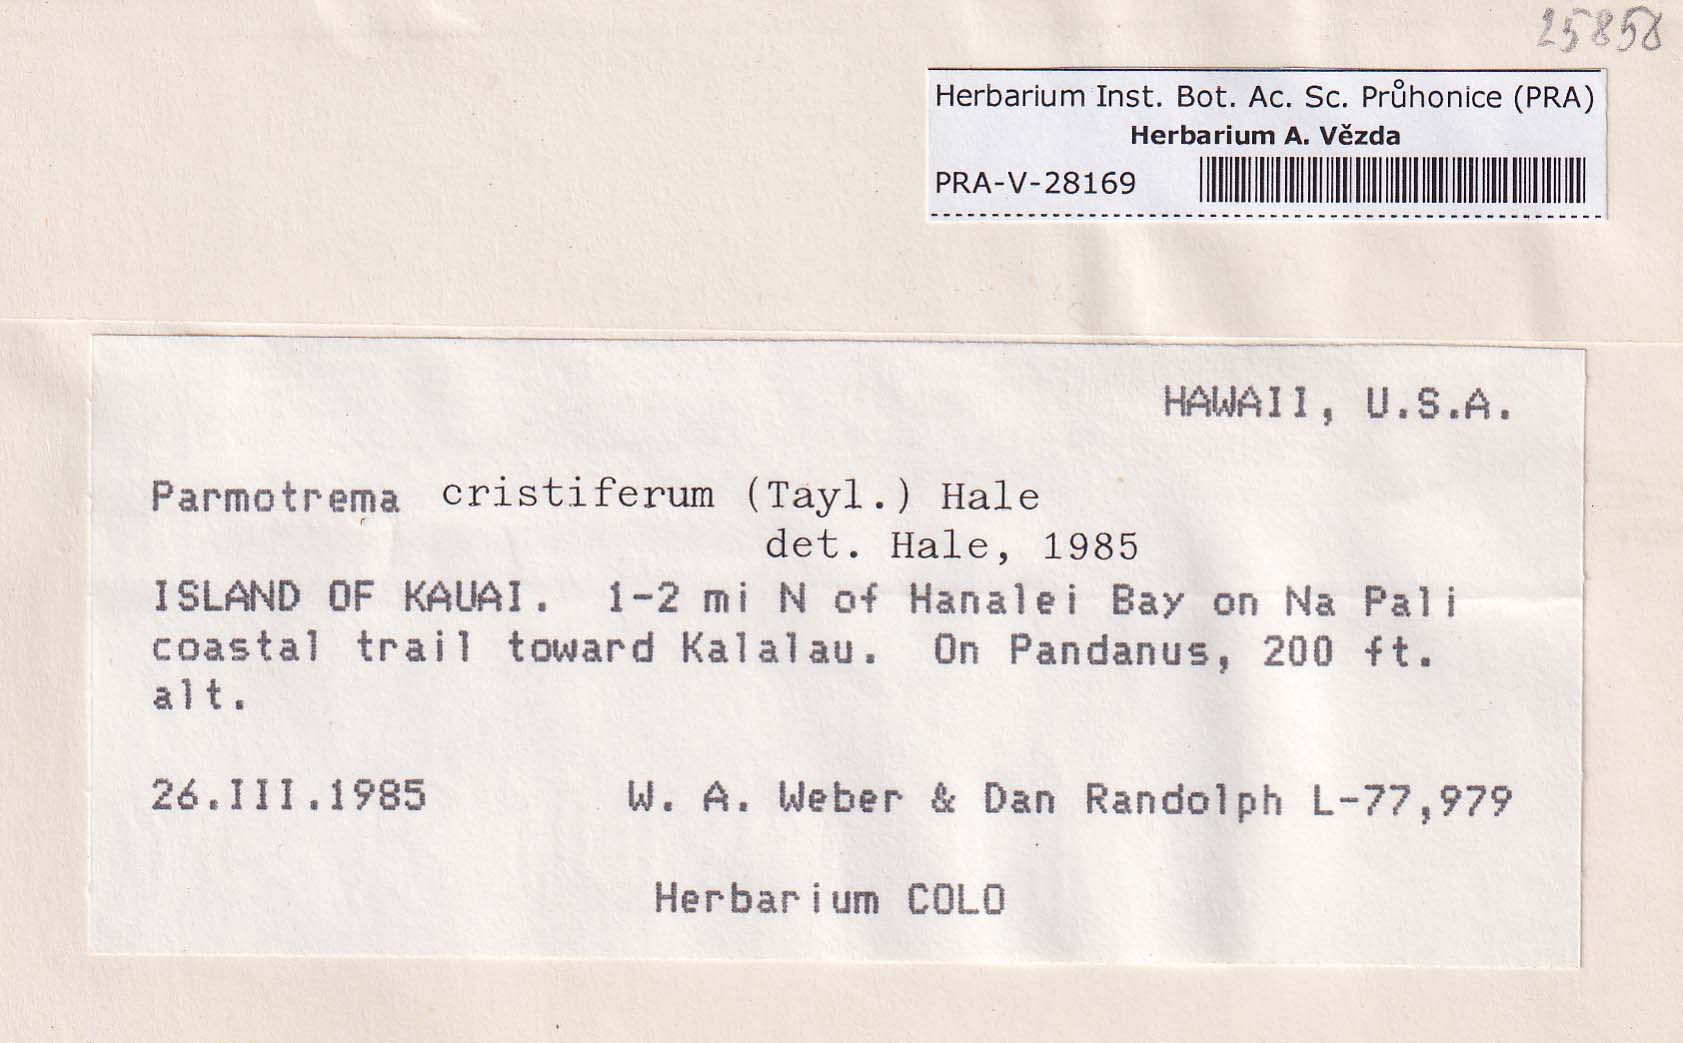 25858
Herbarium Inst. Bot. Ac. Sc. Průhonice (PRA)
Herbarium A. Vězda
PRA-V-28169
HAWAII, U.S.A.
Parmotrema cristiferum (Tayl.) Hale
det. Hale, 1985
ISLAND OF KAUAI. 1-2 mi N of Hanalei Bay on Na Pali
coastal trail toward Kalalau. On Pandanus, 200 ft.
alt.
26.III.1985 W. A. Weber & Dan Randolph L-77,979
Herbarium COLO